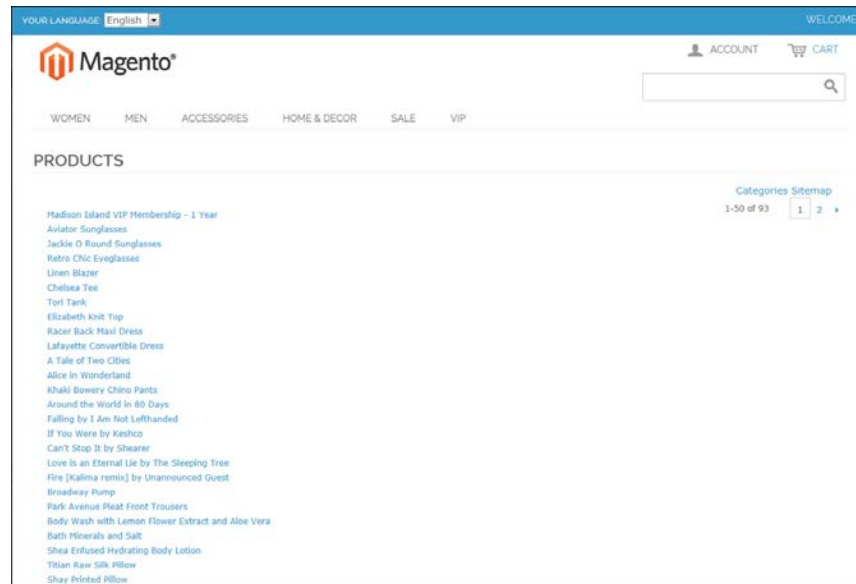 YOUR LANGUAGE: English
WELCOME
Magento®
ACCOUNT
CART
WOMEN MEN ACCESSORIES HOME & DECOR SALE VIP
PRODUCTS
Categories Sitemap
1-50 of 93 1 2
Madison Island VIP Membership - 1 Year
Aviator Sunglasses
Jackie O Round Sunglasses
Retro Chic Eyeglasses
Linen Blazer
Chelsea Tee
Tori Tank
Elizabeth Knit Top
Racer Back Maxi Dress
Lafayette Convertible Dress
A Tale of Two Cities
Alice in Wonderland
Khaki Bowery Chino Pants
Around the World in 80 Days
Falling by I Am Not Lefthanded
If You Were by Keshco
Can't Stop It by Shearer
Love is an Eternal Lie by The Sleeping Tree
Fire [Kalima remix] by Unannounced Guest
Broadway Pump
Park Avenue Pleat Front Trousers
Body Wash with Lemon Flower Extract and Aloe Vera
Bath Minerals and Salt
Shea Enfused Hydrating Body Lotion
Titian Raw Silk Pillow
Shay Printed Pillow